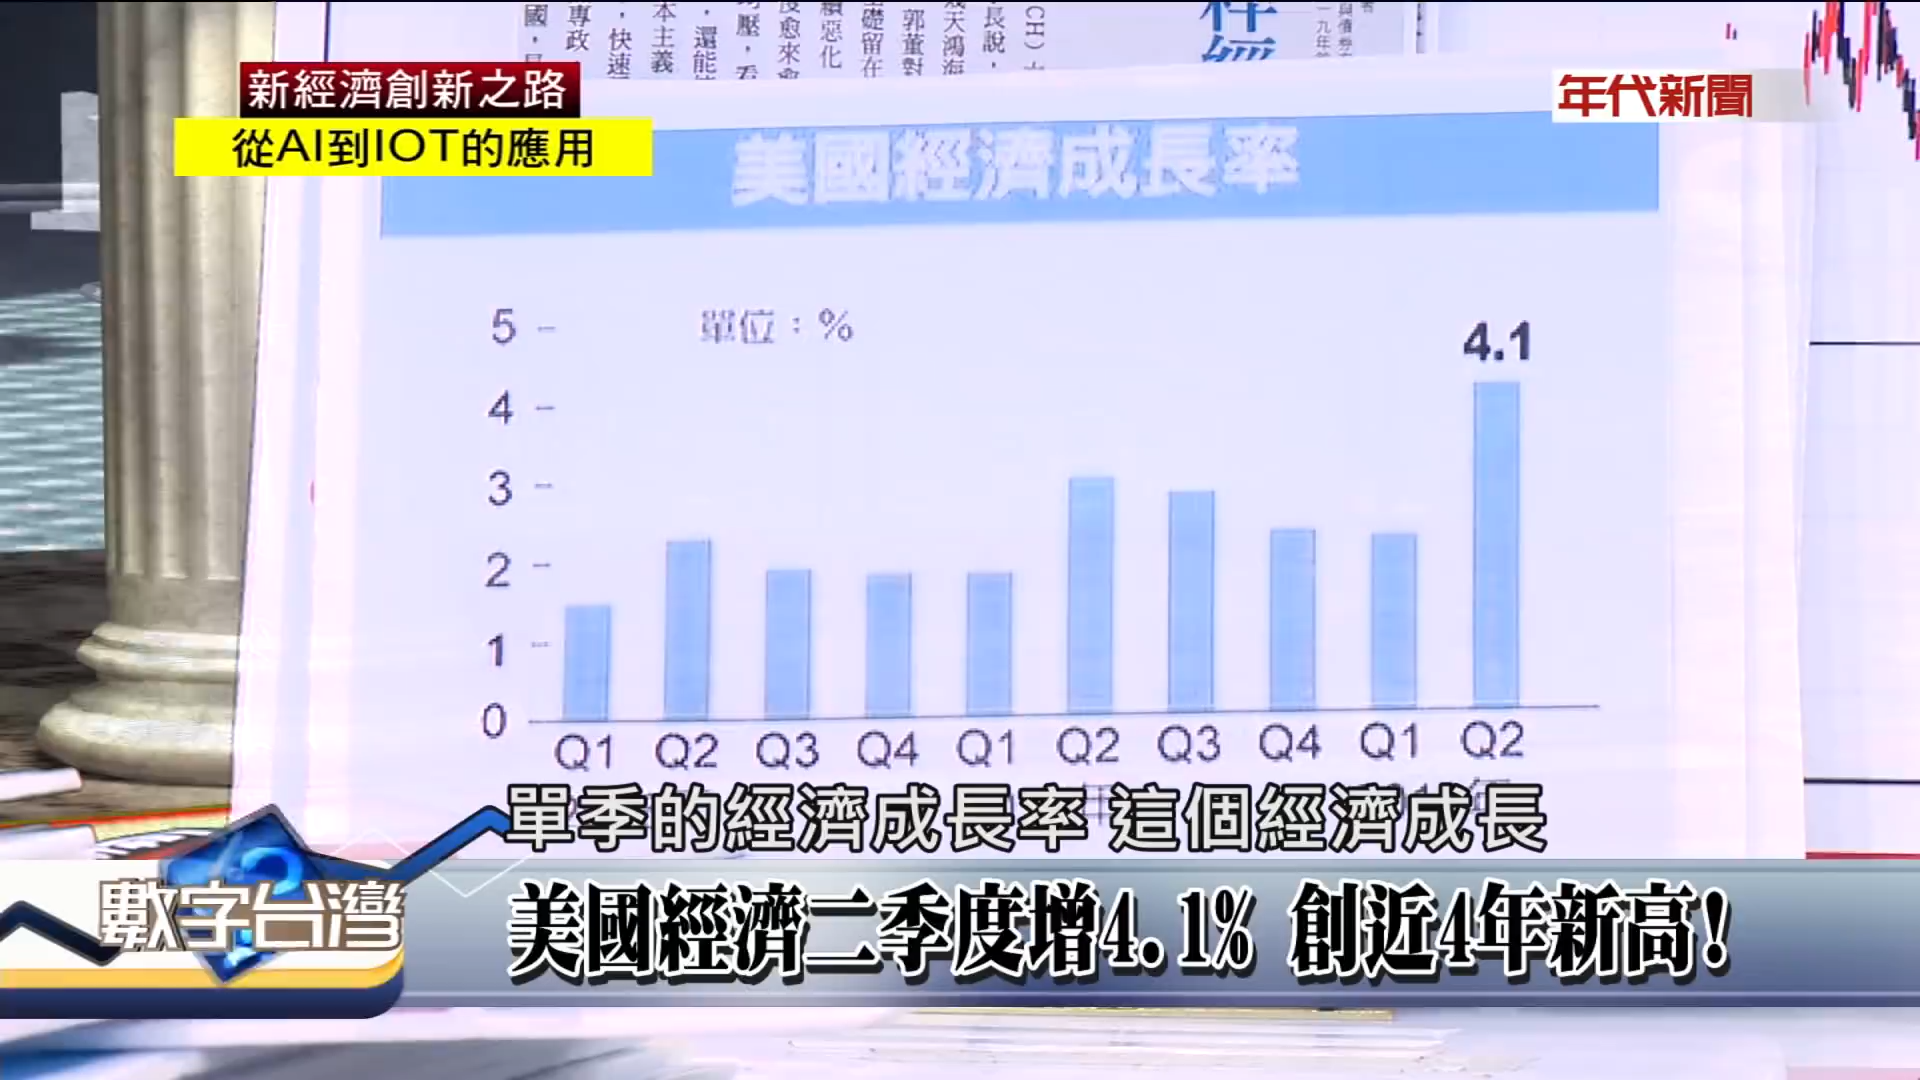 新經濟創新之路
從AI到IOT的應用
年代新聞
美國經濟成長率
單位：%
5
4
3
2
1
0
4.1
Q1 Q2 Q3 Q4 Q1 Q2 Q3 Q4 Q1 Q2
單季的經濟成長率 這個經濟成長
美國經濟二季度增4.1% 創近4年新高!
數字台灣